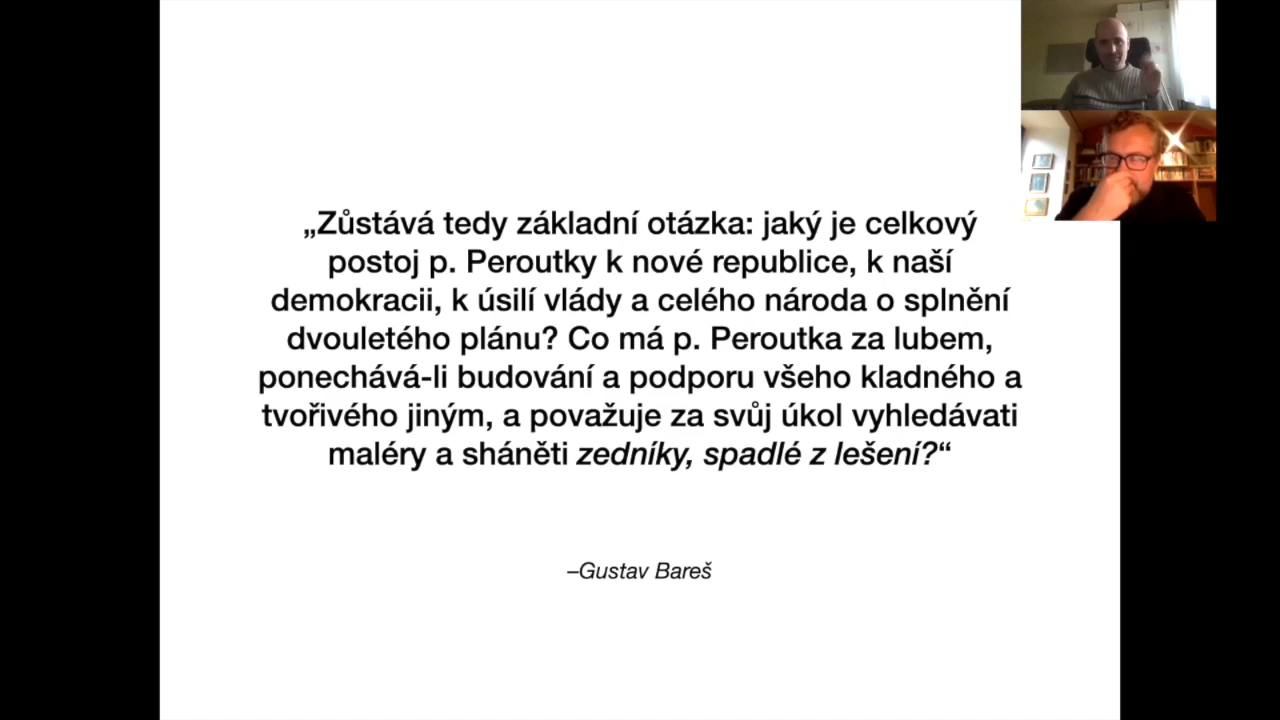 „Zůstává tedy základní otázka: jaký je celkový
postoj p. Peroutky k nové republice, k naší
demokracii, k úsilí vlády a celého národa o splnění
dvouletého plánu? Co má p. Peroutka za lubem,
ponechává-li budování a podporu všeho kladného a
tvořivého jiným, a považuje za svůj úkol vyhledávati
maléry a sháněti zedníky, spadlé z lešení?“
–Gustav Bareš